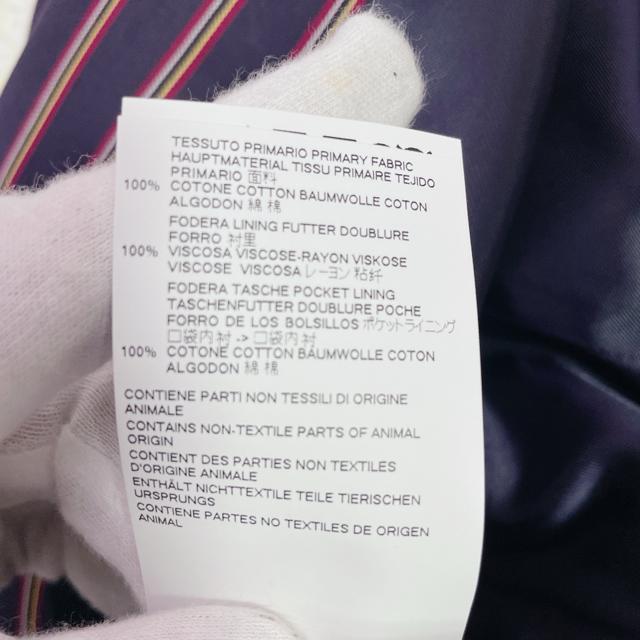 TESSUTO PRIMARIO PRIMARY FABRIC
HAUPTMATERIAL TISSU PRIMAIRE TEJIDO
PRIMARIO 面料
100% COTONE COTTON BAUMWOLLE COTON
ALGODON 綿 棉
FODERA LINING FUTTER DOUBLURE
FORRO 衬里
100% VISCOSA VISCOSE-RAYON VISKOSE
VISCOSE VISCOSA レーヨン 粘纤
FODERA TASCHE POCKET LINING
TASCHENFUTTER DOUBLURE POCHE
FORRO DE LOS BOLSILLOS ポケットライニング
口袋内衬 -> 口袋内衬
100% COTONE COTTON BAUMWOLLE COTON
ALGODON 綿 棉
CONTIENE PARTI NON TESSILI DI ORIGINE
ANIMALE
CONTAINS NON-TEXTILE PARTS OF ANIMAL
ORIGIN
CONTIENT DES PARTIES NON TEXTILES
D'ORIGINE ANIMALE
ENTHÄLT NICHTTEXTILE TEILE TIERISCHEN
URSPRUNGS
CONTIENE PARTES NO TEXTILES DE ORIGEN
ANIMAL